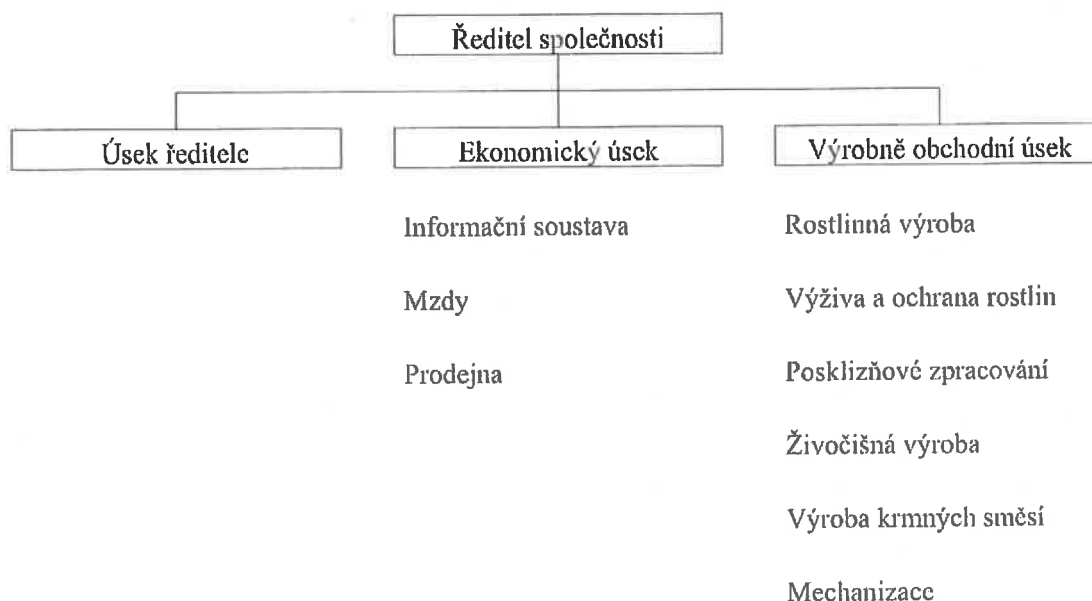 Ředitel společnosti
Úsek ředitele
Ekonomický úsek
Výrobně obchodní úsek
Informační soustava
Mzdy
Prodejna
Rostlinná výroba
Výživa a ochrana rostlin
Posklizňové zpracování
Živočišná výroba
Výroba krmných směsí
Mechanizace